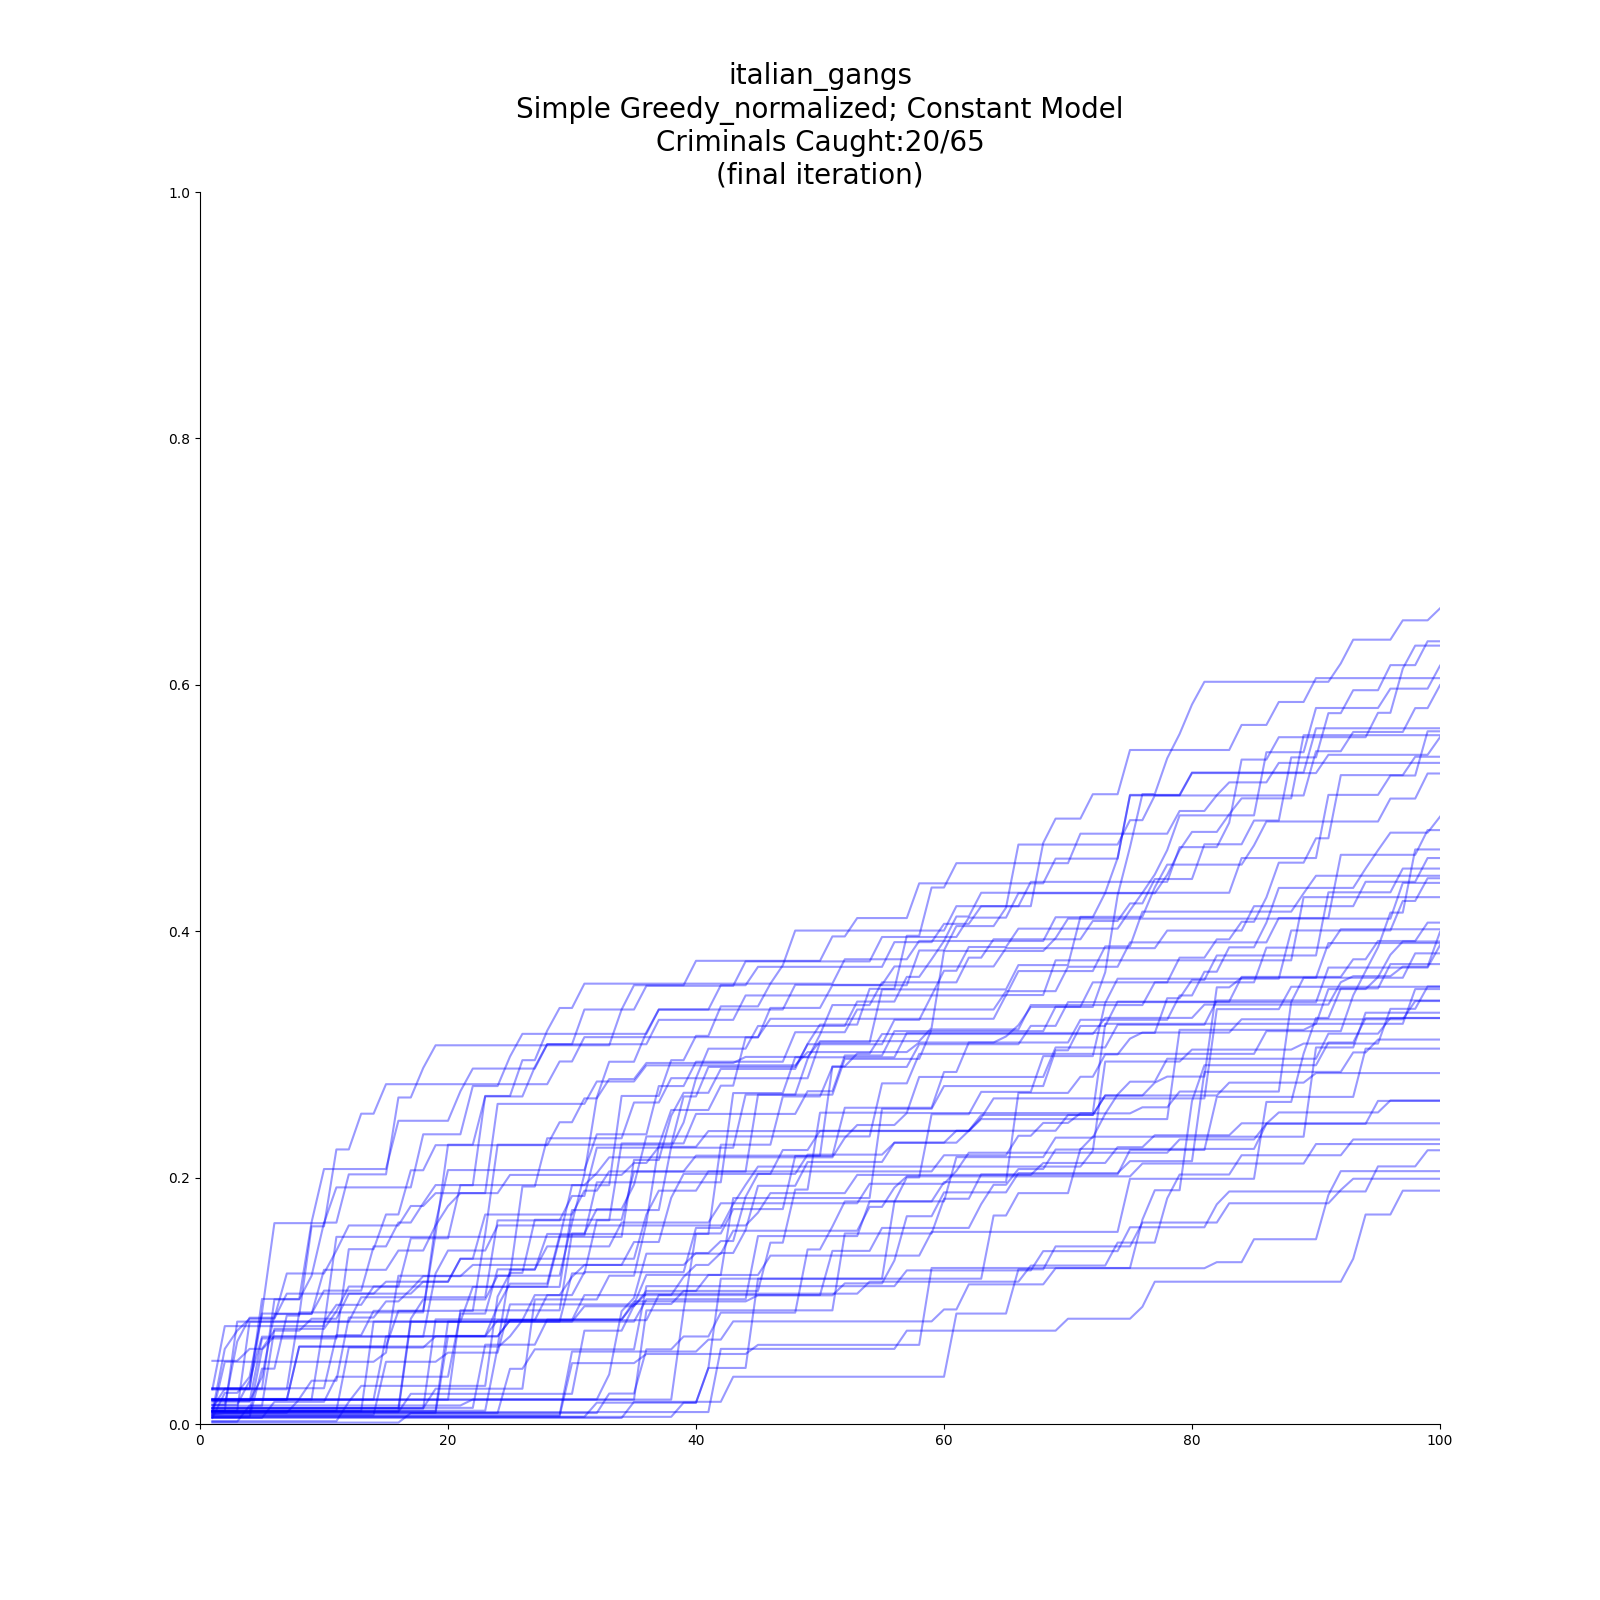 italian_gangs
Simple Greedy_normalized; Constant Model
Criminals Caught:20/65
(final iteration)
1.0
0.8
0.6
0.4
0.2
0.0
0 20 40 60 80 100